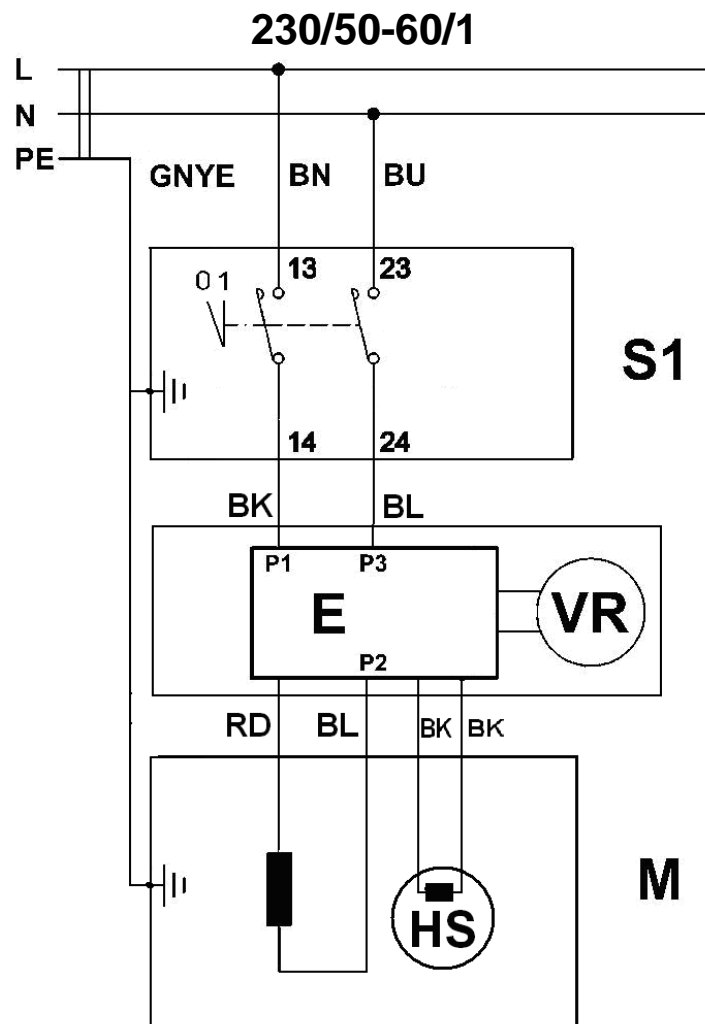 230/50-60/1
L
N
PE
GNYE BN BU
13 23
0 1
S1
14 24
BK BL
P1 P3
E VR
P2
RD BL BK BK
M
HS